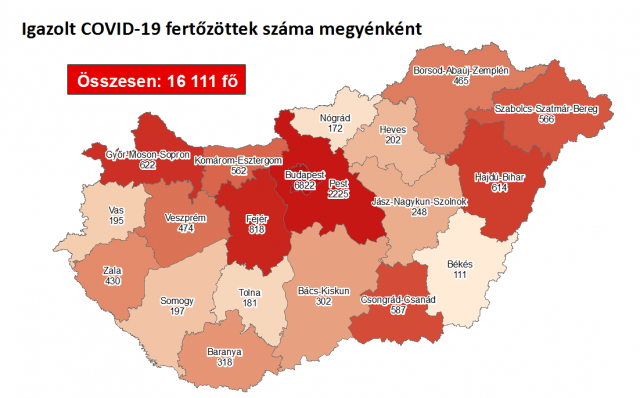 Igazolt COVID-19 fertőzöttek száma megyénként
Összesen: 16 111 fő
Borsod-Abaúj-Zemplén
465
Szabolcs-Szatmár-Bereg
566
Nógrád
172
Heves
202
Győr-Moson-Sopron
622
Komárom-Esztergom
562
Budapest
6822
Pest
2225
Hajdú-Bihar
614
Jász-Nagykun-Szolnok
248
Vas
195
Veszprém
474
Fejér
818
Zala
430
Somogy
197
Tolna
181
Bács-Kiskun
302
Békés
111
Csongrád-Csanád
587
Baranya
318